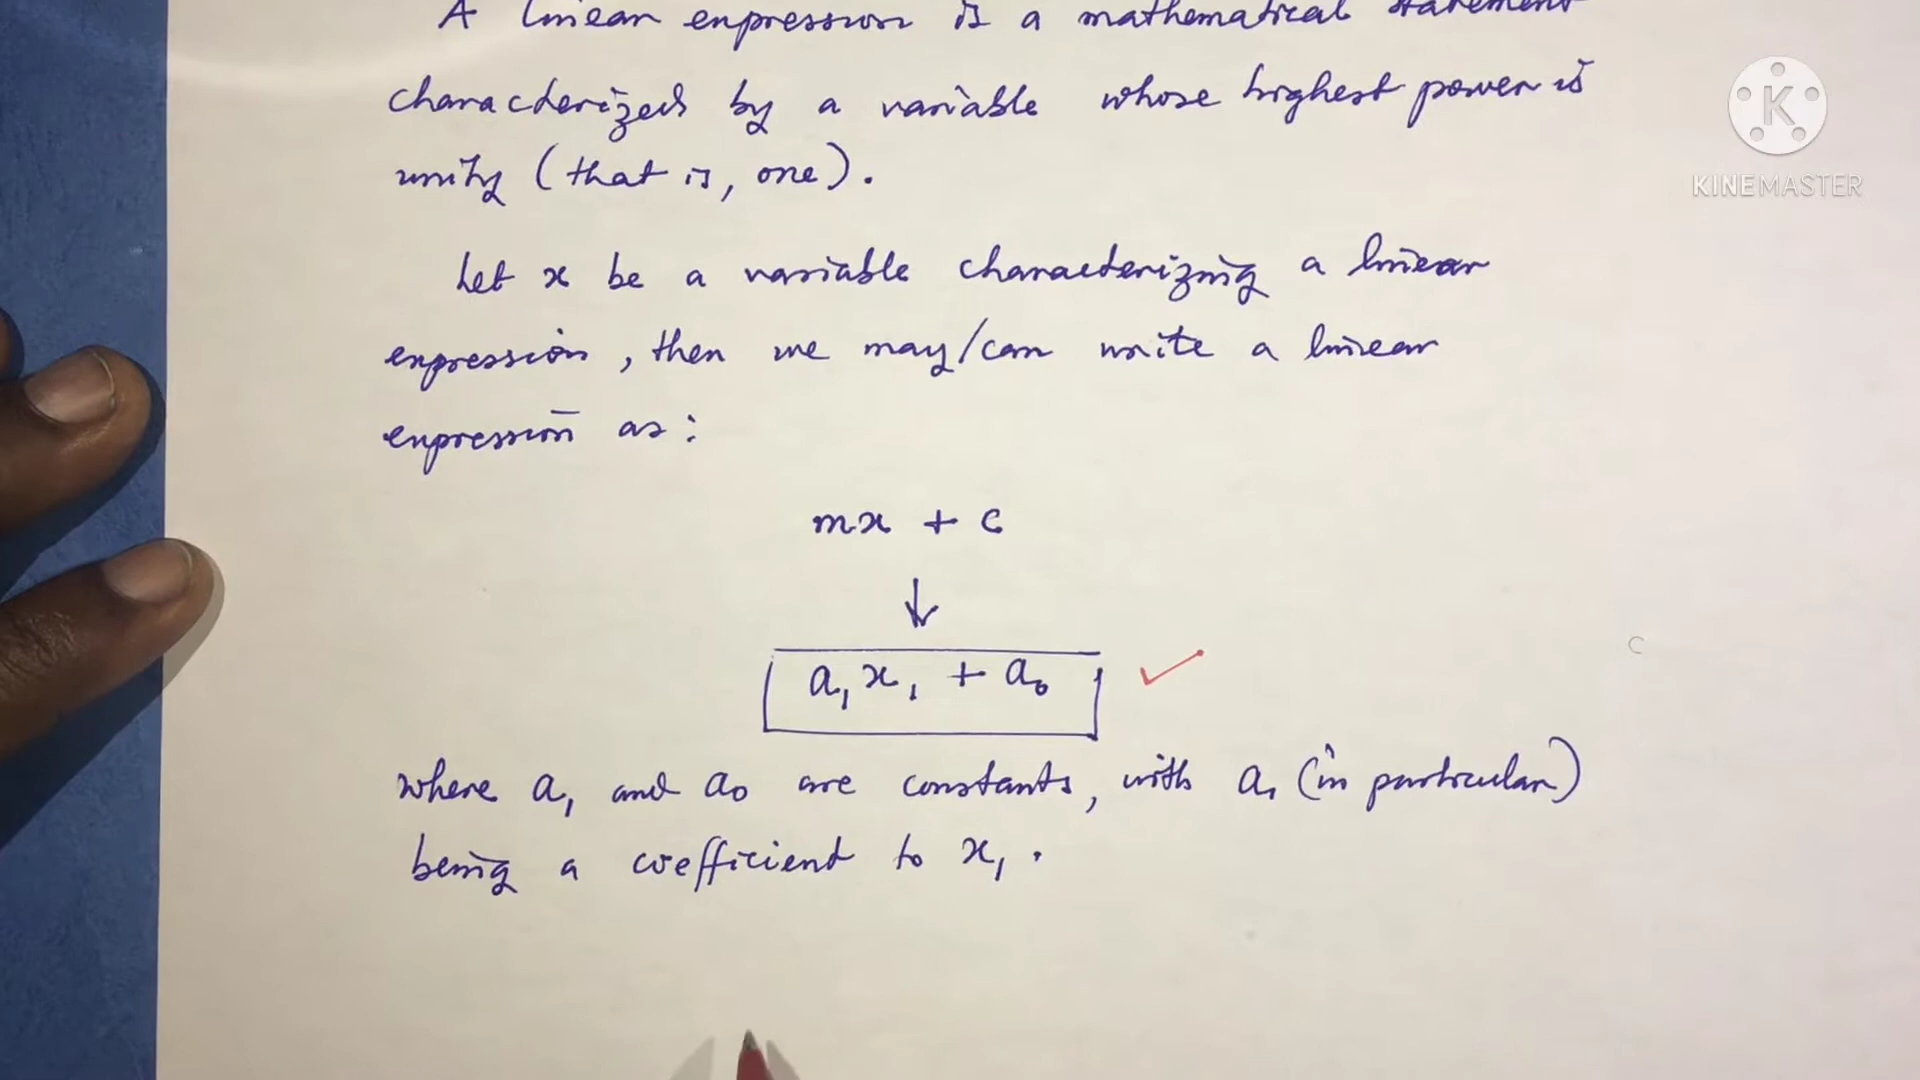 A linear expression is a mathematical statement
characterized by a variable whose highest power is
unity (that is, one).
Let x be a variable characterizing a linear
expression, then we may/can write a linear
expression as:
mx + c
↓
a₁x₁ + a₀ ✓
where a₁ and a₀ are constants, with a₁ (in particular)
being a coefficient to x₁.
K
KINEMASTER